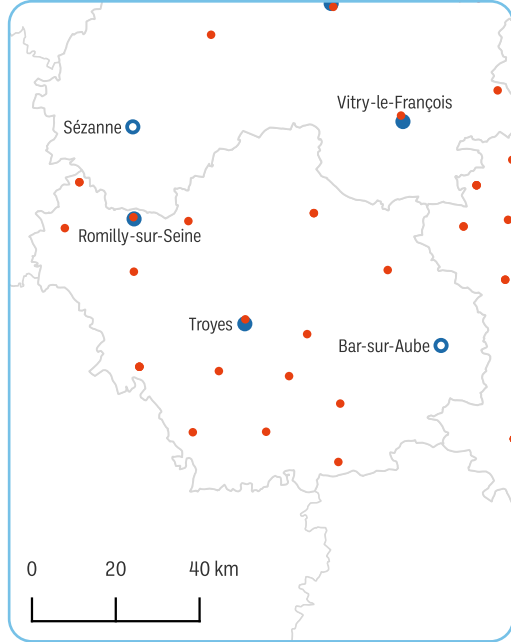 Vitry-le-François
Sézanne
Romilly-sur-Seine
Troyes
Bar-sur-Aube
0 20 40 km